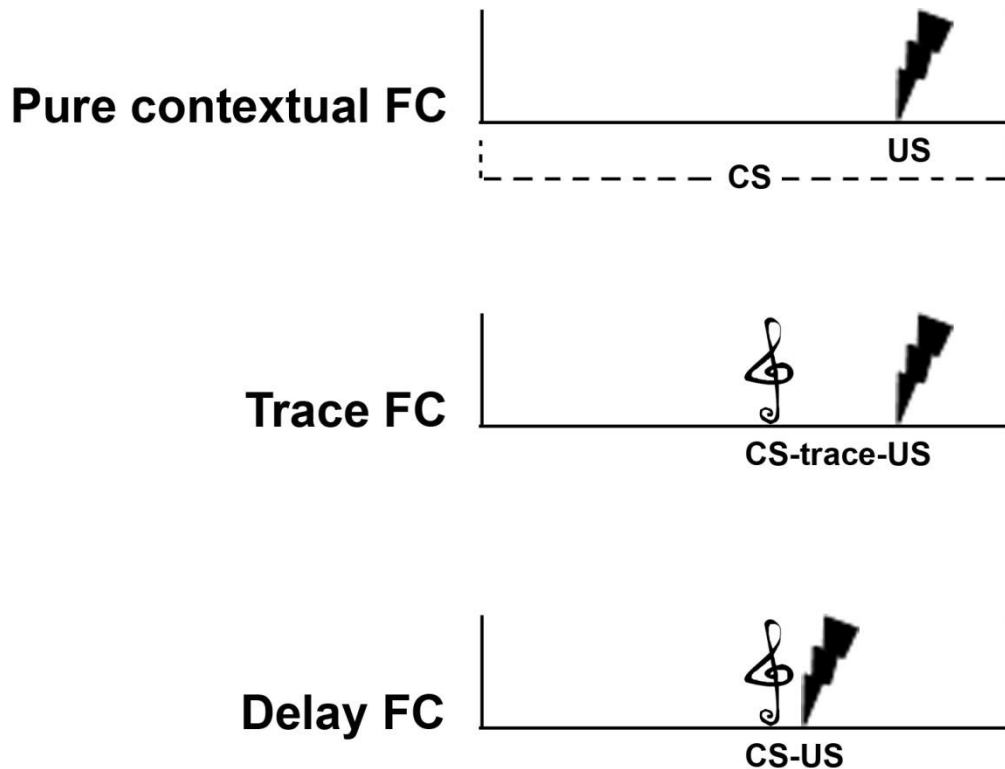 Pure contextual FC
US
CS
Trace FC
CS-trace-US
Delay FC
CS-US